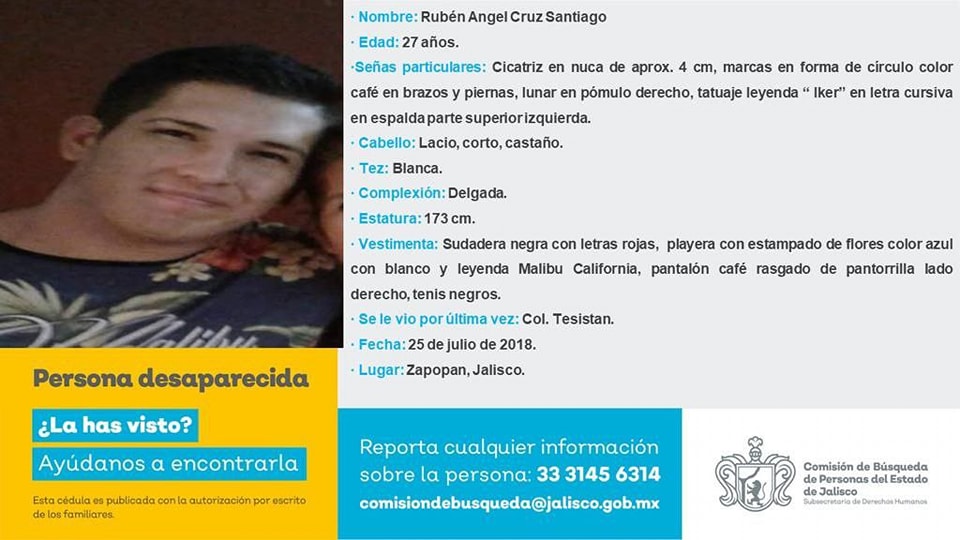 · Nombre: Rubén Angel Cruz Santiago
· Edad: 27 años.
·Señas particulares: Cicatriz en nuca de aprox. 4 cm, marcas en forma de círculo color
café en brazos y piernas, lunar en pómulo derecho, tatuaje leyenda “ Iker” en letra cursiva
en espalda parte superior izquierda.
· Cabello: Lacio, corto, castaño.
· Tez: Blanca.
· Complexión: Delgada.
· Estatura: 173 cm.
· Vestimenta: Sudadera negra con letras rojas, playera con estampado de flores color azul
con blanco y leyenda Malibu California, pantalón café rasgado de pantorrilla lado
derecho, tenis negros.
· Se le vio por última vez: Col. Tesistan.
· Fecha: 25 de julio de 2018.
· Lugar: Zapopan, Jalisco.
Malibu
Persona desaparecida
¿La has visto?
Ayúdanos a encontrarla
Esta cédula es publicada con la autorización por escrito
de los familiares.
Reporta cualquier información
sobre la persona: 33 3145 6314
comisiondebusqueda@jalisco.gob.mx
Comisión de Búsqueda
de Personas del Estado
de Jalisco
Subsecretaría de Derechos Humanos